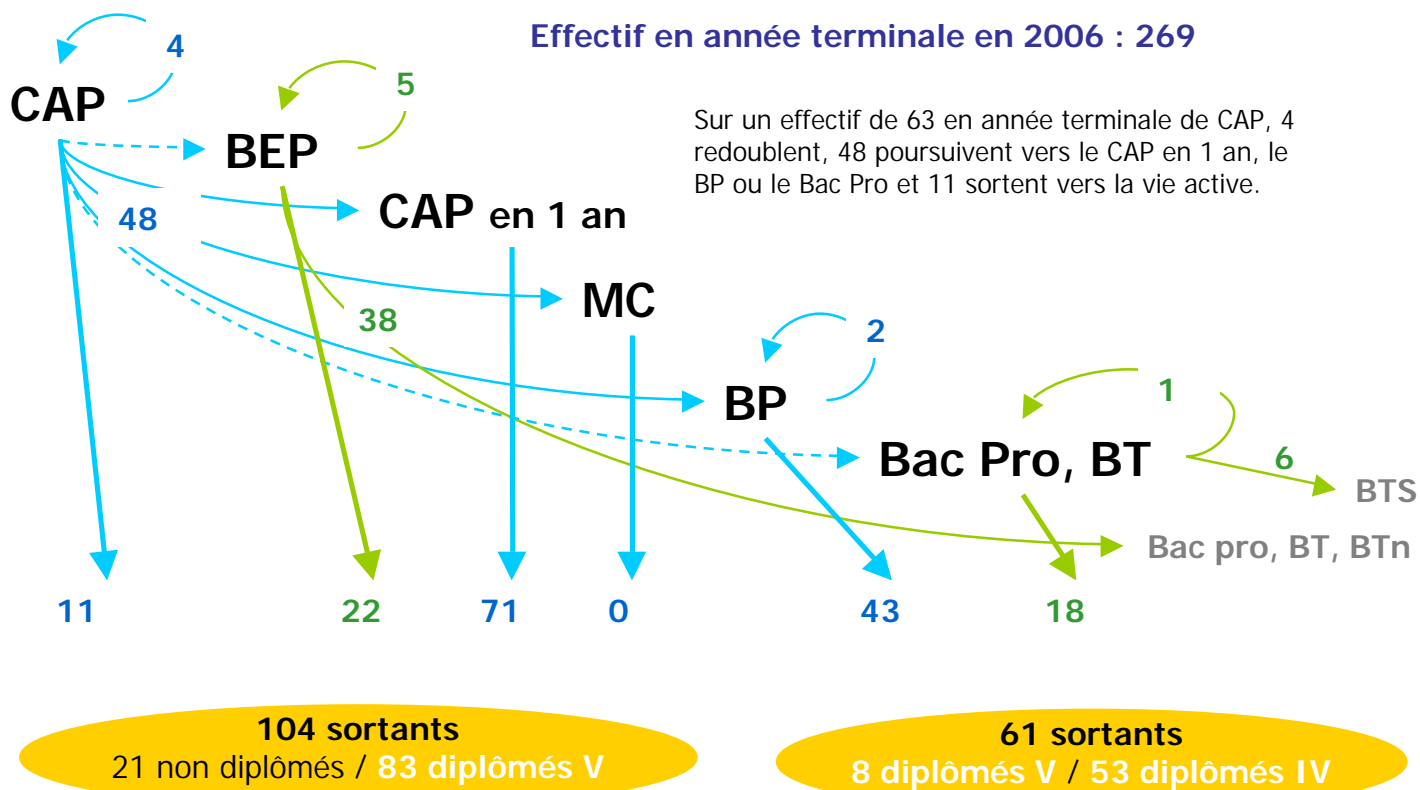 Effectif en année terminale en 2006 : 269
4
CAP
5
BEP
Sur un effectif de 63 en année terminale de CAP, 4
redoublent, 48 poursuivent vers le CAP en 1 an, le
BP ou le Bac Pro et 11 sortent vers la vie active.
48
CAP en 1 an
MC
38
2
BP
1
Bac Pro, BT
6
BTS
Bac pro, BT, BTn
11
22
71
0
43
18
104 sortants
21 non diplômés / 83 diplômés V
61 sortants
8 diplômés V / 53 diplômés IV